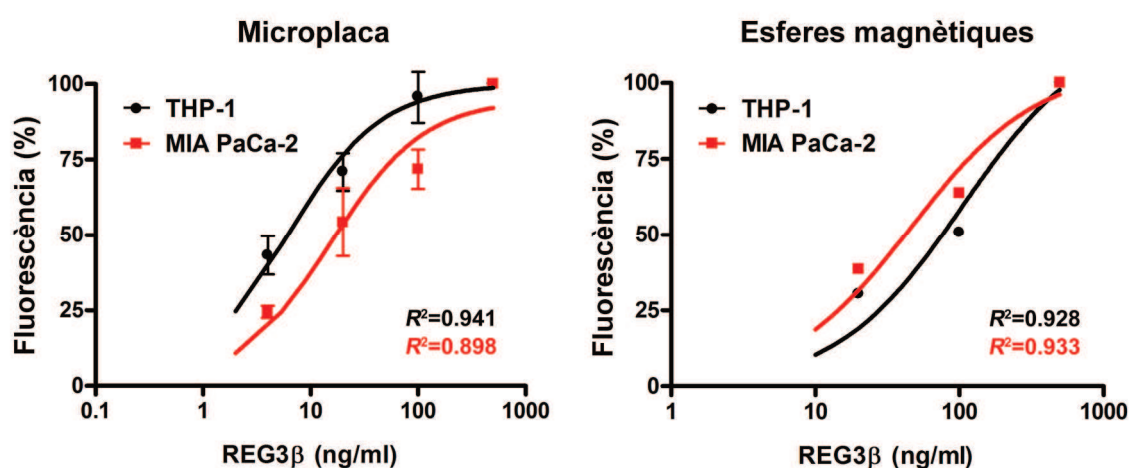 Microplaca
Fluorescència (%)
100
75
50
25
0
THP-1
MIA PaCa-2
R²=0.941
R²=0.898
0.1
1
10
100
1000
REG3β (ng/ml)
Esferes magnètiques
Fluorescència (%)
100
75
50
25
0
THP-1
MIA PaCa-2
R²=0.928
R²=0.933
1
10
100
1000
REG3β (ng/ml)